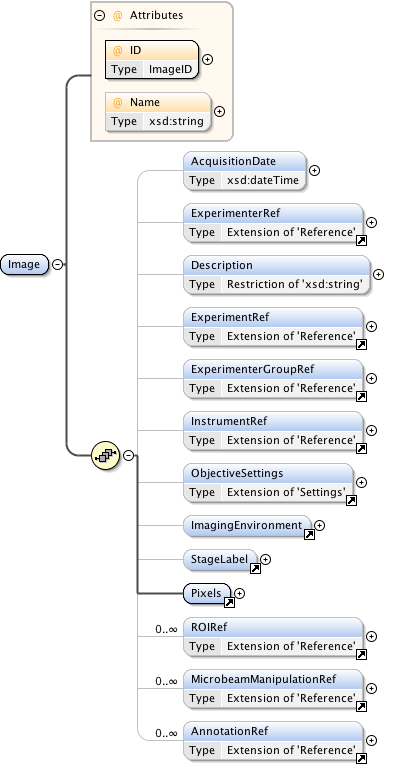 @ Attributes
@ ID
Type ImageID
@ Name
Type xsd:string
Image
AcquisitionDate
Type xsd:dateTime
ExperimenterRef
Type Extension of 'Reference'
Description
Type Restriction of 'xsd:string'
ExperimentRef
Type Extension of 'Reference'
ExperimenterGroupRef
Type Extension of 'Reference'
InstrumentRef
Type Extension of 'Reference'
ObjectiveSettings
Type Extension of 'Settings'
ImagingEnvironment
StageLabel
Pixels
0..∞ ROIRef
Type Extension of 'Reference'
0..∞ MicrobeamManipulationRef
Type Extension of 'Reference'
0..∞ AnnotationRef
Type Extension of 'Reference'